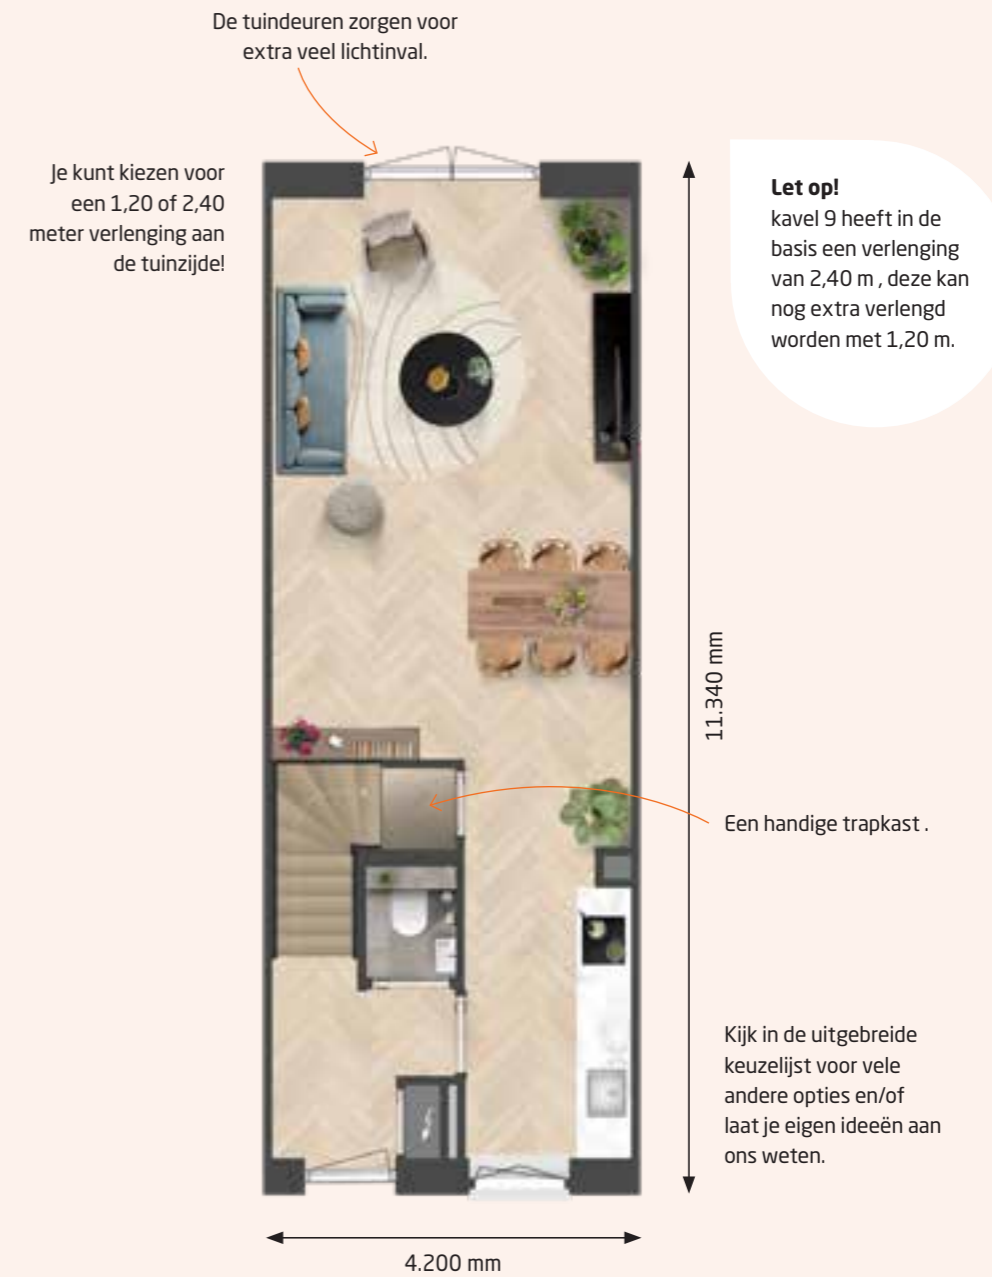 De tuindeuren zorgen voor
extra veel lichtinval.
Je kunt kiezen voor
een 1,20 of 2,40
meter verlenging aan
de tuinzijde!
Let op!
kavel 9 heeft in de
basis een verlenging
van 2,40 m , deze kan
nog extra verlengd
worden met 1,20 m.
11.340 mm
Een handige trapkast .
Kijk in de uitgebreide
keuzelijst voor vele
andere opties en/of
laat je eigen ideeën aan
ons weten.
4.200 mm